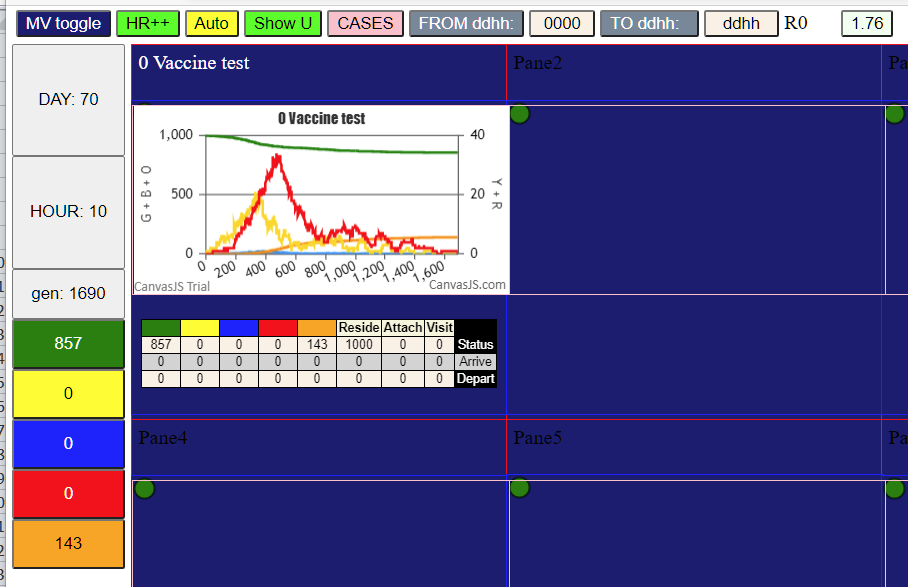 MV toggle HR++ Auto Show U CASES FROM ddhh: 0000 TO ddhh: ddhh R0 1.76
DAY: 70
HOUR: 10
gen: 1690
857
0
0
0
143
0 Vaccine test Pane2 Pa
0 Vaccine test
1,000 40
500 20
0 0
G + B + O
Y + R
0 200 400 600 800 1,000 1,200 1,400 1,600
CanvasJS Trial CanvasJS.com
Reside Attach Visit
857 0 0 0 143 1000 0 0 Status
0 0 0 0 0 0 0 0 Arrive
0 0 0 0 0 0 0 0 Depart
Pane4 Pane5 Pa